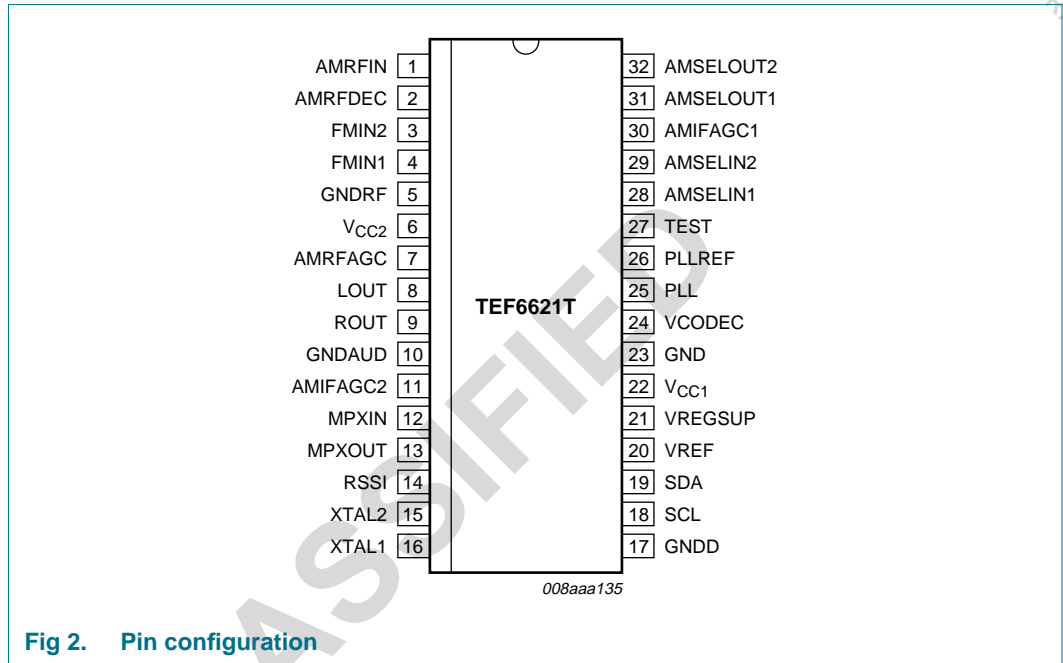 AMRFIN 1
AMRFDEC 2
FMIN2 3
FMIN1 4
GNDRF 5
VCC2 6
AMRFAGC 7
LOUT 8
ROUT 9
GNDAUD 10
AMIFAGC2 11
MPXIN 12
MPXOUT 13
RSSI 14
XTAL2 15
XTAL1 16
TEF6621T
32 AMSELOUT2
31 AMSELOUT1
30 AMIFAGC1
29 AMSELIN2
28 AMSELIN1
27 TEST
26 PLLREF
25 PLL
24 VCODEC
23 GND
22 VCC1
21 VREGSUP
20 VREF
19 SDA
18 SCL
17 GNDD
008aaa135
ASSIFIED
Fig 2. Pin configuration